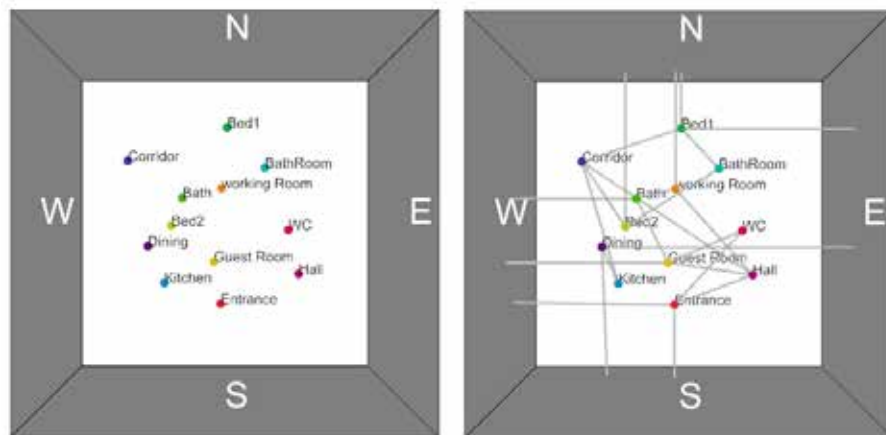 N
Bed1
Corridor
BathRoom
working Room
Bath
W
E
Bed2
WC
Dining
Guest Room
Kitchen
Hall
Entrance
S
N
Bed1
Corridor
BathRoom
working Room
Bath
W
E
Bed2
WC
Dining
Guest Room
Kitchen
Hall
Entrance
S